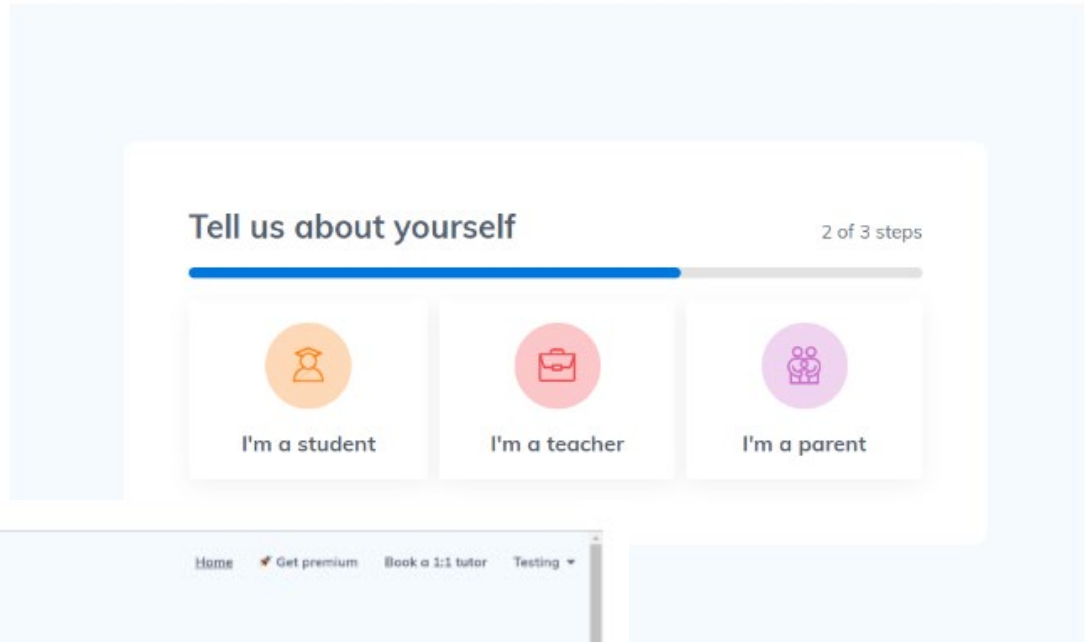 Tell us about yourself
2 of 3 steps
I'm a student I'm a teacher I'm a parent
Home Get premium Book a 1:1 tutor Testing